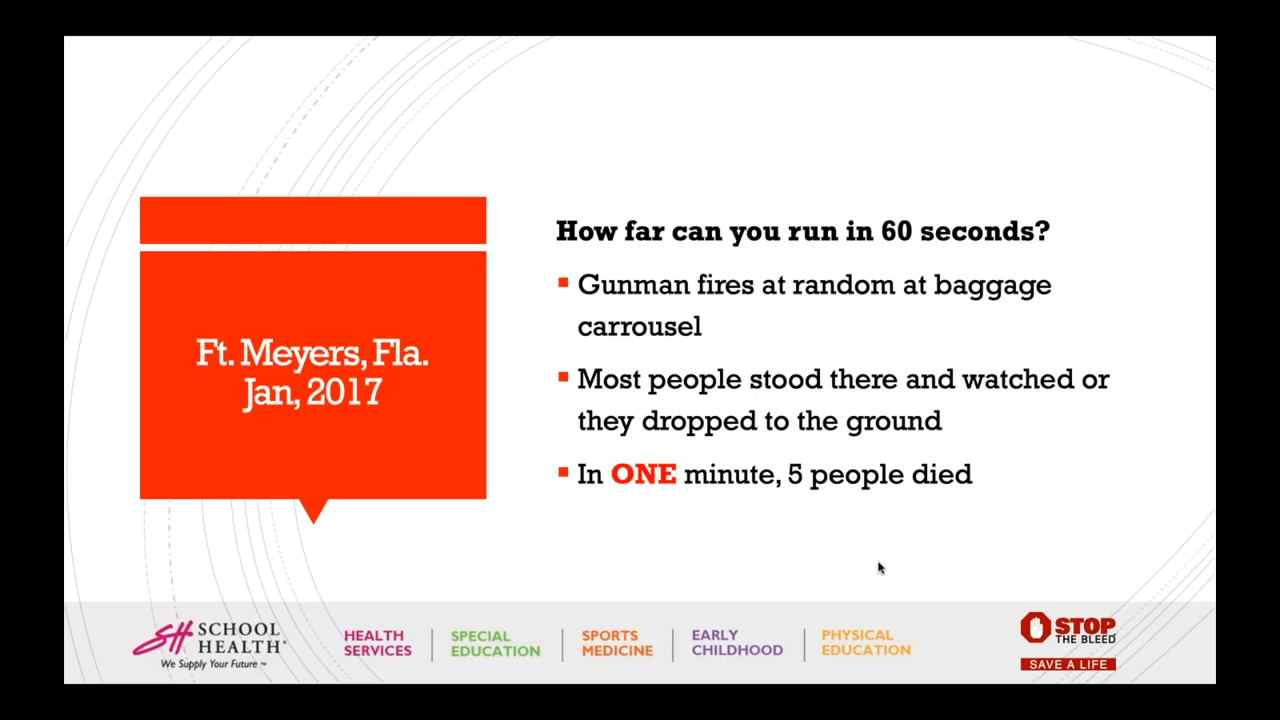 Ft. Meyers, Fla.
Jan, 2017
How far can you run in 60 seconds?
Gunman fires at random at baggage
carrousel
Most people stood there and watched or
they dropped to the ground
In ONE minute, 5 people died
SH SCHOOL
HEALTH®
We Supply Your Future™
HEALTH
SERVICES
SPECIAL
EDUCATION
SPORTS
MEDICINE
EARLY
CHILDHOOD
PHYSICAL
EDUCATION
STOP
THE BLEED
SAVE A LIFE